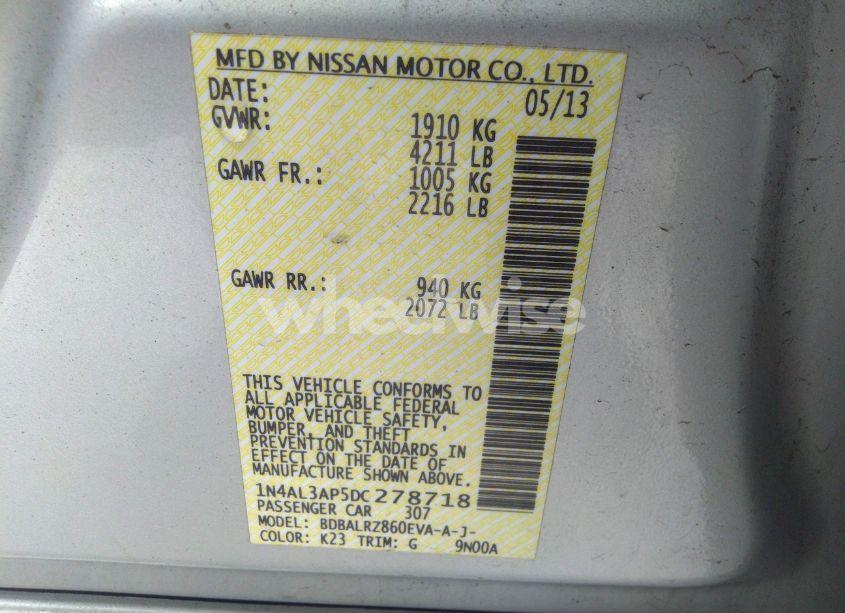 MFD BY NISSAN MOTOR CO., LTD.
DATE: 05/13
GVWR: 1910 KG
4211 LB
GAWR FR.: 1005 KG
2216 LB
GAWR RR.: 940 KG
2072 LB
wheelwise
THIS VEHICLE CONFORMS TO
ALL APPLICABLE FEDERAL
MOTOR VEHICLE SAFETY,
BUMPER, AND THEFT
PREVENTION STANDARDS IN
EFFECT ON THE DATE OF
MANUFACTURE SHOWN ABOVE.
1N4AL3AP5DC278718
PASSENGER CAR 307
MODEL: BDBALRZ860EVA-A-J-
COLOR: K23 TRIM: G 9N00A